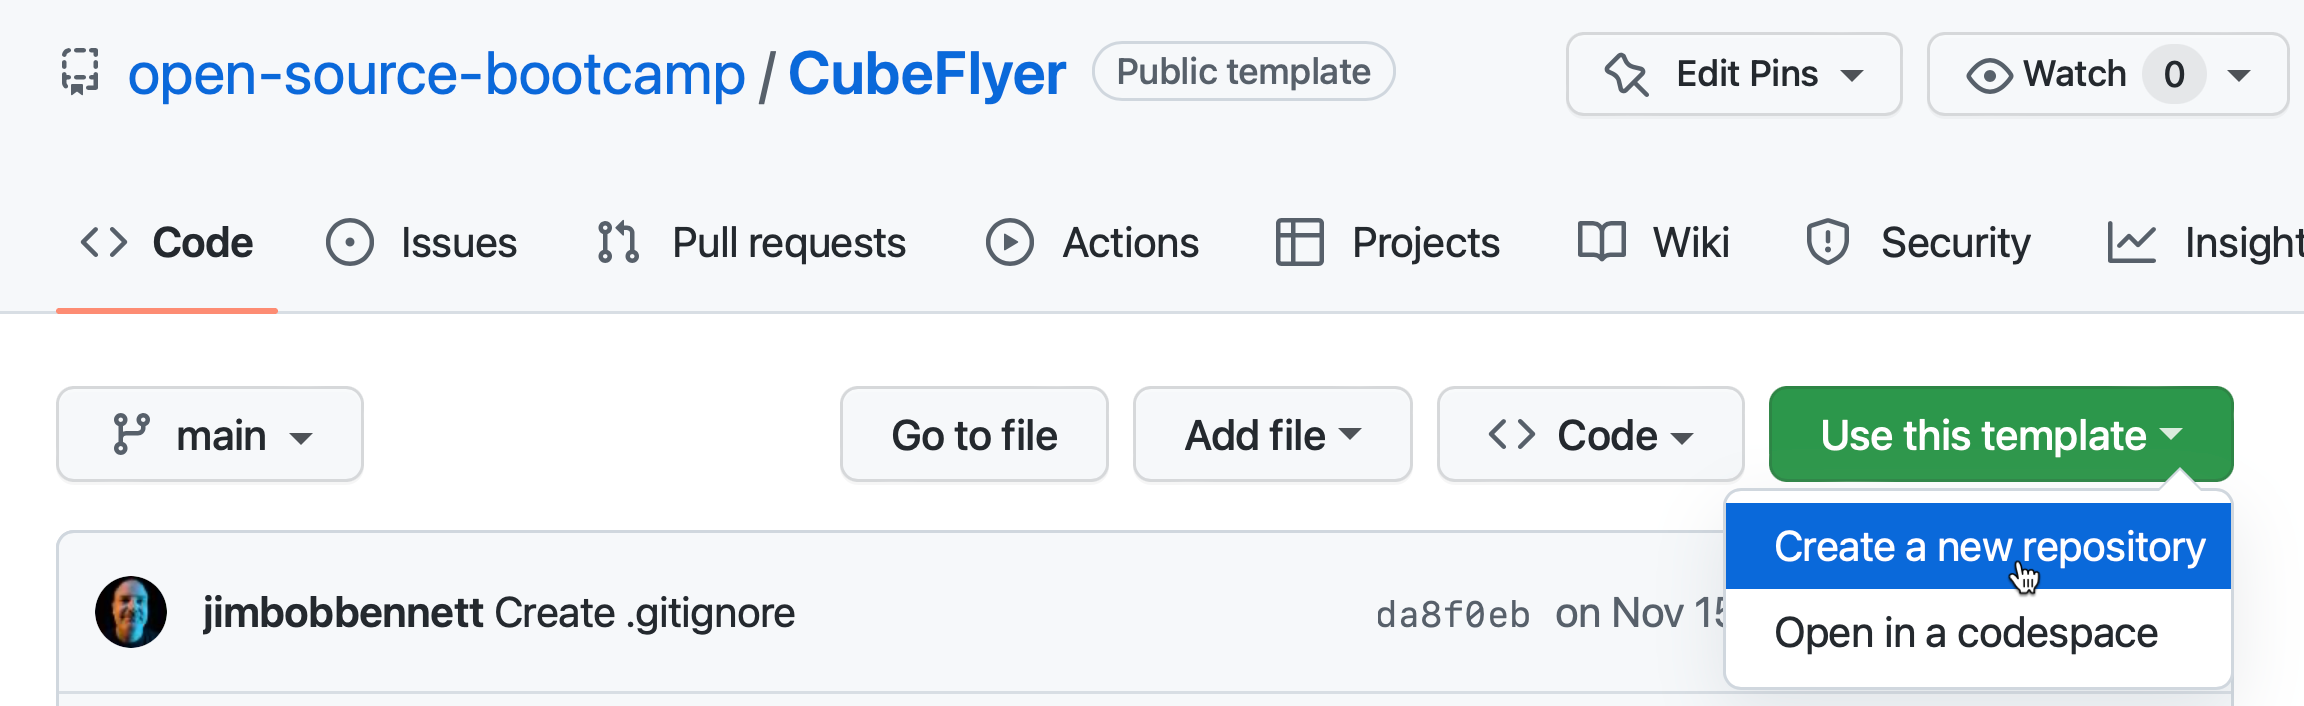 open-source-bootcamp / CubeFlyer Public template Edit Pins Watch 0
Code Issues Pull requests Actions Projects Wiki Security Insight
main Go to file Add file Code Use this template
Create a new repository
jimbobbennett Create .gitignore da8f0eb on Nov 15
Open in a codespace